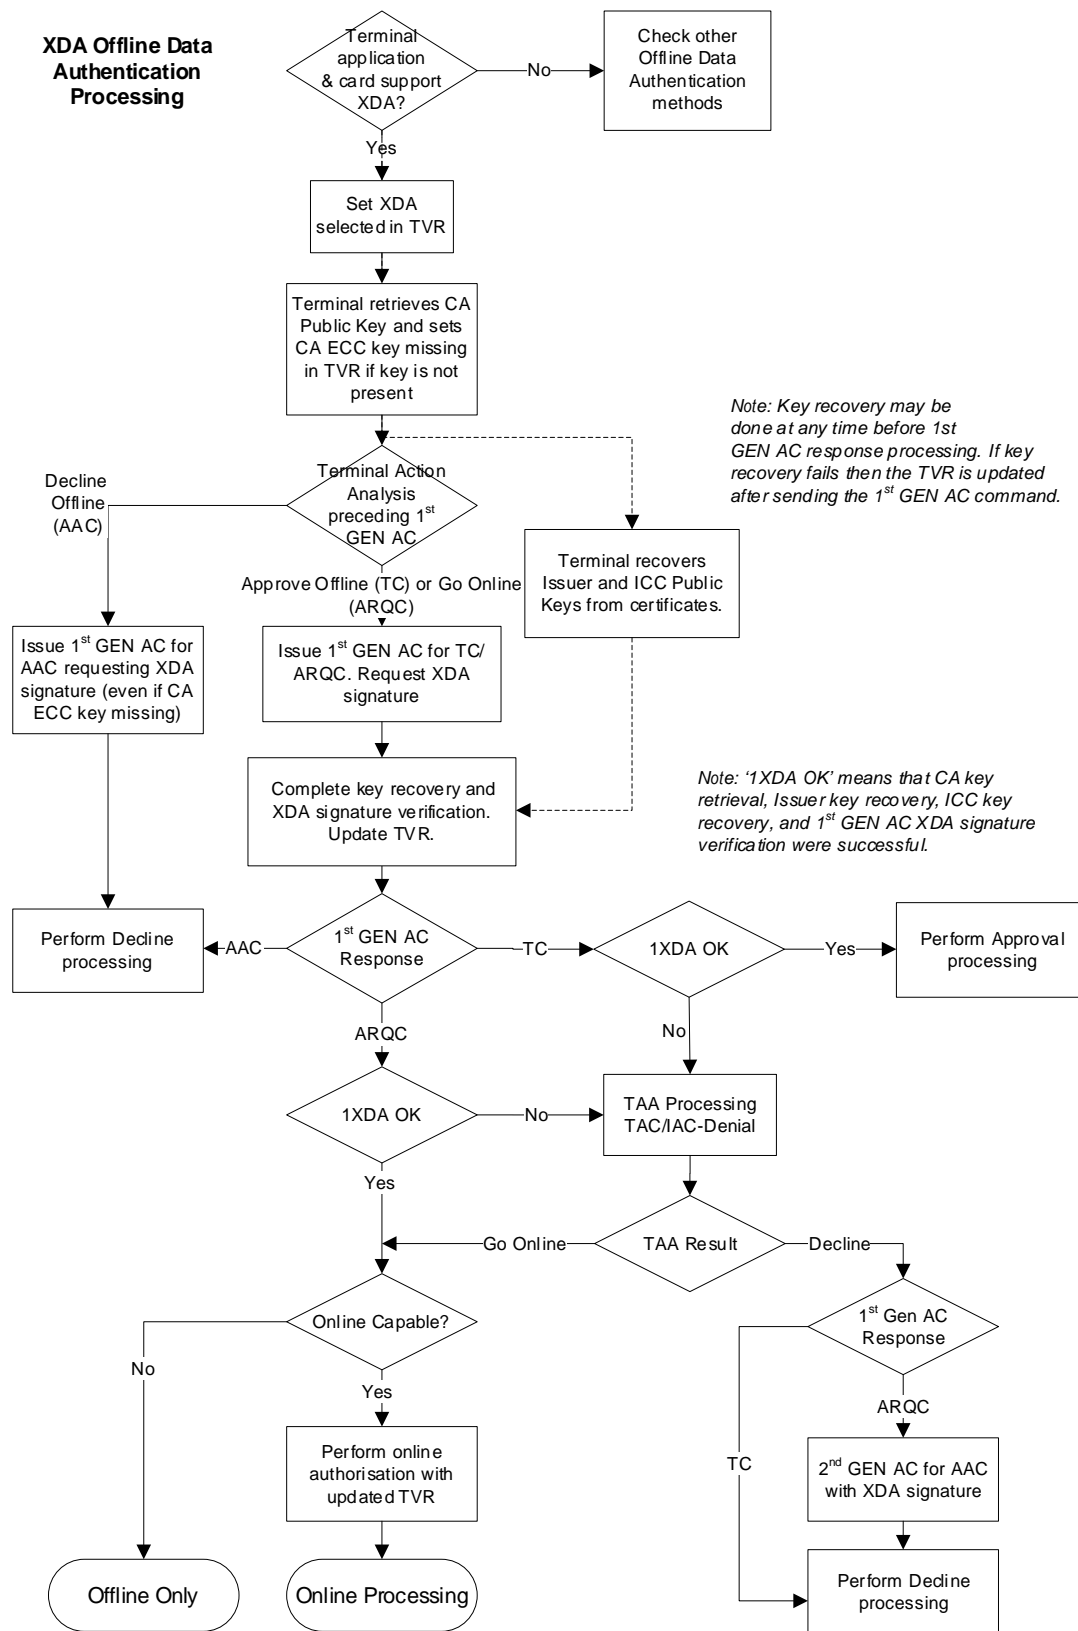 XDA Offline Data
Authentication
Processing
Terminal
application
& card support
XDA?
No
Check other
Offline Data
Authentication
methods
Yes
Set XDA
selected in TVR
Terminal retrieves CA
Public Key and sets
CA ECC key missing
in TVR if key is not
present
Note: Key recovery may be
done at any time before 1st
GEN AC response processing. If key
recovery fails then the TVR is updated
after sending the 1st GEN AC command.
Decline
Offline
(AAC)
Terminal Action
Analysis
preceding 1st
GEN AC
Terminal recovers
Issuer and ICC Public
Keys from certificates.
Approve Offline (TC) or Go Online
(ARQC)
Issue 1st GEN AC for
AAC requesting XDA
signature (even if CA
ECC key missing)
Issue 1st GEN AC for TC/
ARQC. Request XDA
signature
Complete key recovery and
XDA signature verification.
Update TVR.
Note: ‘1XDA OK’ means that CA key
retrieval, Issuer key recovery, ICC key
recovery, and 1st GEN AC XDA signature
verification were successful.
Perform Decline
processing
AAC
1st GEN AC
Response
TC
1XDA OK
Yes
Perform Approval
processing
ARQC
No
1XDA OK
No
TAA Processing
TAC/IAC-Denial
Yes
Go Online
TAA Result
Decline
Online Capable?
1st Gen AC
Response
No
Yes
ARQC
Perform online
authorisation with
updated TVR
TC
2nd GEN AC for AAC
with XDA signature
Offline Only
Online Processing
Perform Decline
processing